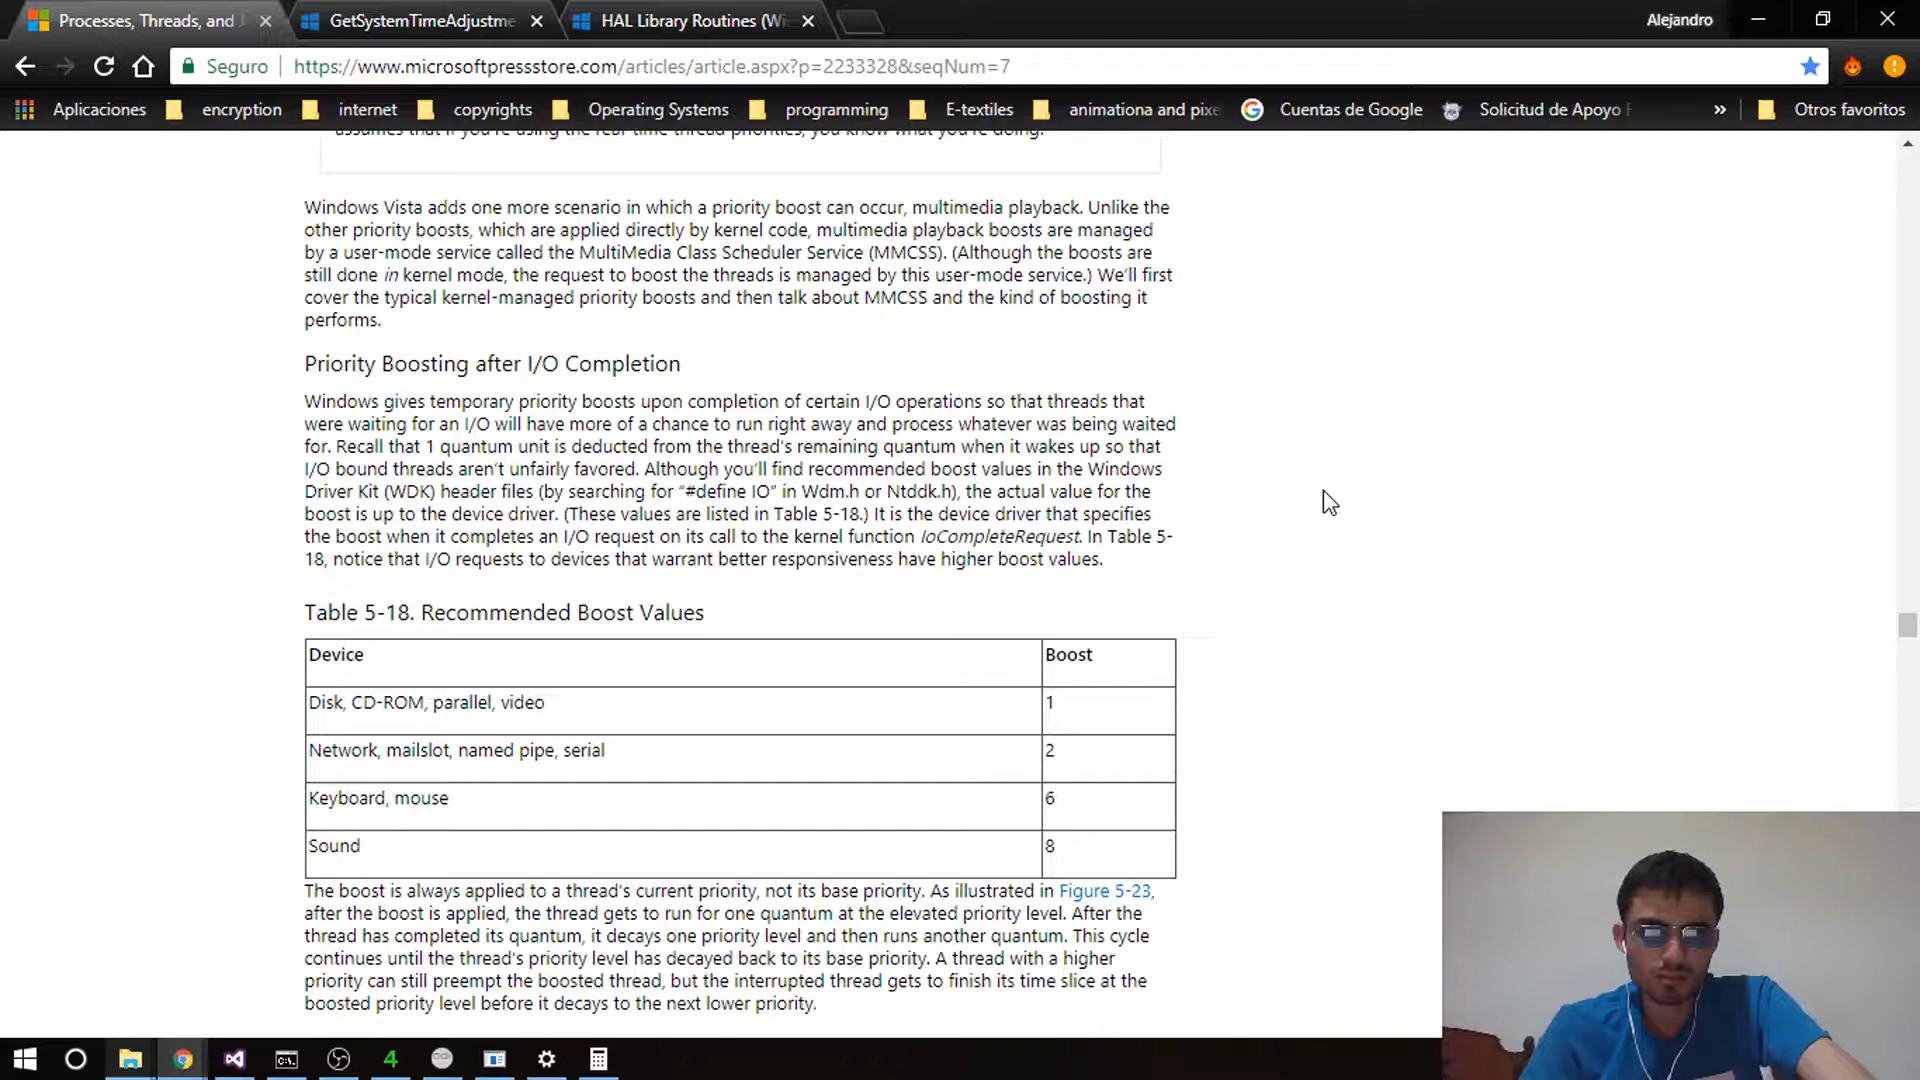 Processes, Threads, and
GetSystemTimeAdjustme
HAL Library Routines (Wi
Alejandro
Seguro
https://www.microsoftpressstore.com/articles/article.aspx?p=2233328&seqNum=7
Aplicaciones
encryption
internet
copyrights
Operating Systems
programming
E-textiles
animationa and pixe
Cuentas de Google
Solicitud de Apoyo
»
Otros favoritos
assumes that if you're using the real-time thread priorities, you know what you're doing.
Windows Vista adds one more scenario in which a priority boost can occur, multimedia playback. Unlike the
other priority boosts, which are applied directly by kernel code, multimedia playback boosts are managed
by a user-mode service called the MultiMedia Class Scheduler Service (MMCSS). (Although the boosts are
still done in kernel mode, the request to boost the threads is managed by this user-mode service.) We'll first
cover the typical kernel-managed priority boosts and then talk about MMCSS and the kind of boosting it
performs.
Priority Boosting after I/O Completion
Windows gives temporary priority boosts upon completion of certain I/O operations so that threads that
were waiting for an I/O will have more of a chance to run right away and process whatever was being waited
for. Recall that 1 quantum unit is deducted from the thread's remaining quantum when it wakes up so that
I/O bound threads aren't unfairly favored. Although you'll find recommended boost values in the Windows
Driver Kit (WDK) header files (by searching for “#define IO” in Wdm.h or Ntddk.h), the actual value for the
boost is up to the device driver. (These values are listed in Table 5-18.) It is the device driver that specifies
the boost when it completes an I/O request on its call to the kernel function IoCompleteRequest. In Table 5-
18, notice that I/O requests to devices that warrant better responsiveness have higher boost values.
Table 5-18. Recommended Boost Values
Device Boost
Disk, CD-ROM, parallel, video 1
Network, mailslot, named pipe, serial 2
Keyboard, mouse 6
Sound 8
The boost is always applied to a thread's current priority, not its base priority. As illustrated in Figure 5-23,
after the boost is applied, the thread gets to run for one quantum at the elevated priority level. After the
thread has completed its quantum, it decays one priority level and then runs another quantum. This cycle
continues until the thread's priority level has decayed back to its base priority. A thread with a higher
priority can still preempt the boosted thread, but the interrupted thread gets to finish its time slice at the
boosted priority level before it decays to the next lower priority.
4